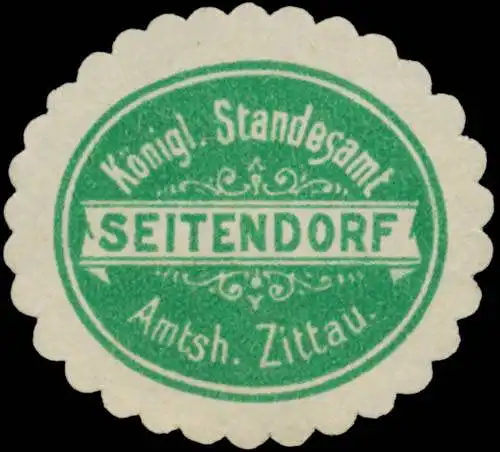 Königl. Standesamt
SEITENDORF
Amtsh. Zittau.